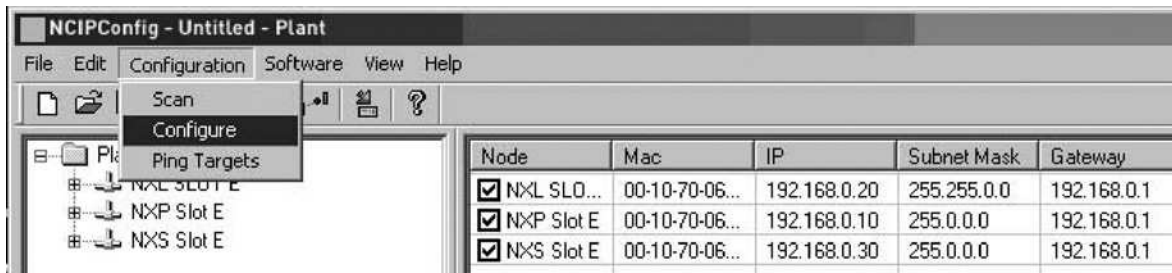 NCIPConfig - Untitled - Plant
File Edit Configuration Software View Help
Scan
Configure
Ping Targets
NXP Slot E
NXS Slot E
Node Mac IP Subnet Mask Gateway
NXL SLO... 00-10-70-06... 192.168.0.20 255.255.0.0 192.168.0.1
NXP Slot E 00-10-70-06... 192.168.0.10 255.0.0.0 192.168.0.1
NXS Slot E 00-10-70-06... 192.168.0.30 255.0.0.0 192.168.0.1